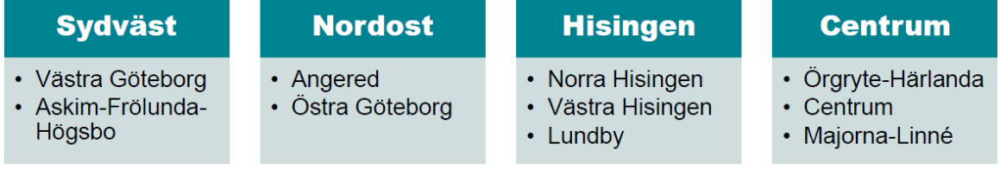 Sydväst
• Västra Göteborg
• Askim-Frölunda-
Högsbo
Nordost
• Angered
• Östra Göteborg
Hisingen
• Norra Hisingen
• Västra Hisingen
• Lundby
Centrum
• Örgryte-Härlanda
• Centrum
• Majorna-Linné